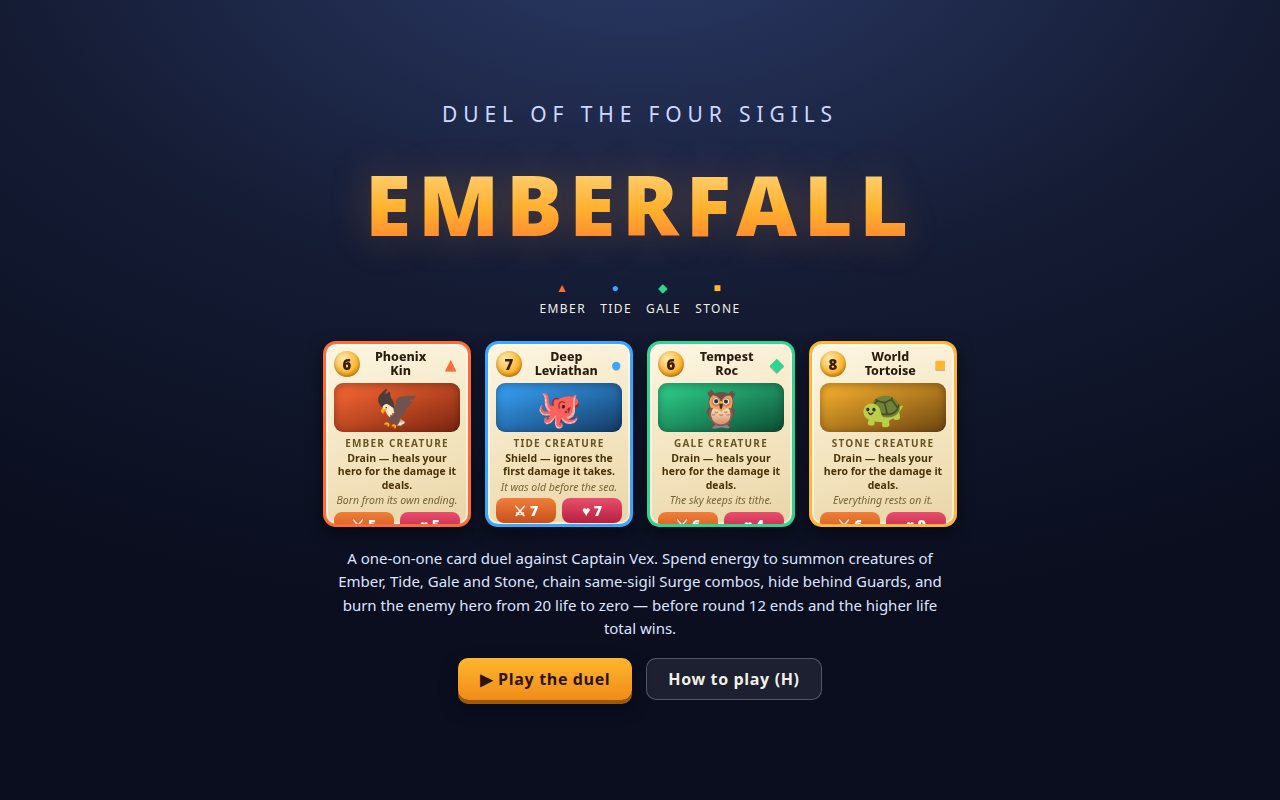 DUEL OF THE FOUR SIGILS
EMBERFALL
EMBER TIDE GALE STONE
6 Phoenix Kin
EMBER CREATURE
Drain — heals your
hero for the damage it
deals.
Born from its own ending.
7 Deep Leviathan
TIDE CREATURE
Shield — ignores the
first damage it takes.
It was old before the sea.
⚔ 7 ♥ 7
6 Tempest Roc
GALE CREATURE
Drain — heals your
hero for the damage it
deals.
The sky keeps its tithe.
8 World Tortoise
STONE CREATURE
Drain — heals your
hero for the damage it
deals.
Everything rests on it.
A one-on-one card duel against Captain Vex. Spend energy to summon creatures of
Ember, Tide, Gale and Stone, chain same-sigil Surge combos, hide behind Guards, and
burn the enemy hero from 20 life to zero — before round 12 ends and the higher life
total wins.
▶ Play the duel
How to play (H)